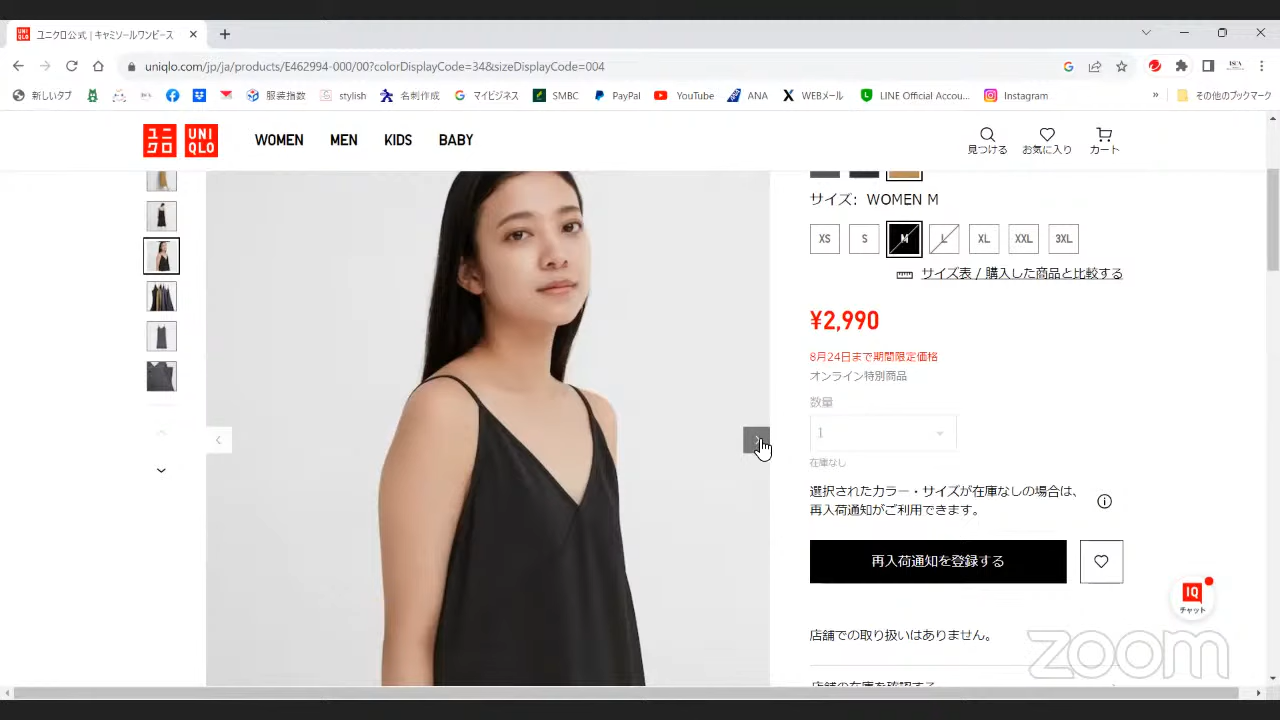 ユニクロ公式 | キャミソールワンピース
uniqlo.com/jp/ja/products/E462994-000/00?colorDisplayCode=34&sizeDisplayCode=004
新しいタブ 服装指数 stylish 名刺作成 マイビジネス SMBC PayPal YouTube ANA WEBメール LINE Official Accou... Instagram » その他のブックマーク
ユニクロ UNIQLO WOMEN MEN KIDS BABY 見つける お気に入り カート
サイズ: WOMEN M
XS S M L XL XXL 3XL
サイズ表 / 購入した商品と比較する
¥2,990
8月24日まで期間限定価格
オンライン特別商品
数量
1
在庫なし
選択されたカラー・サイズが在庫なしの場合は、
再入荷通知がご利用できます。
再入荷通知を登録する
IQ
チャット
店舗での取り扱いはありません。
zoom
店舗の在庫を確認する